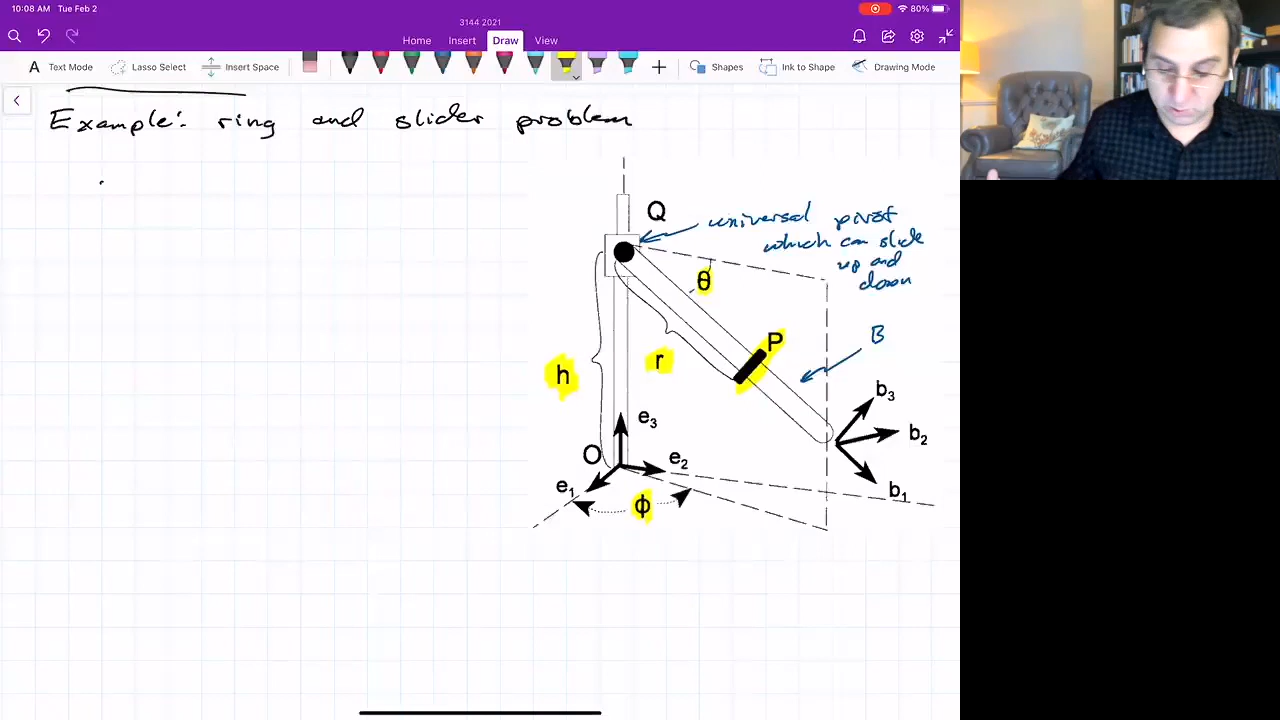 10:08 AM Tue Feb 2
80%
3144 2021
Home Insert Draw View
Text Mode Lasso Select Insert Space Shapes Ink to Shape Drawing Mode
Example: ring and slider problem
Q
universal pivot
which can slide
up and
down
θ
P
B
r
h
b3
e3
b2
O
e2
e1
b1
ϕ